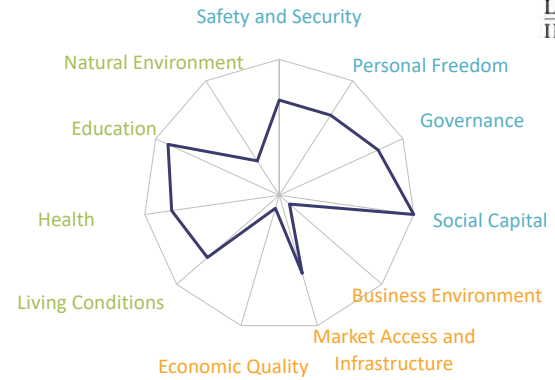 Safety and Security
Natural Environment
Personal Freedom
Education
Governance
Health
Social Capital
Living Conditions
Business Environment
Market Access and
Infrastructure
Economic Quality